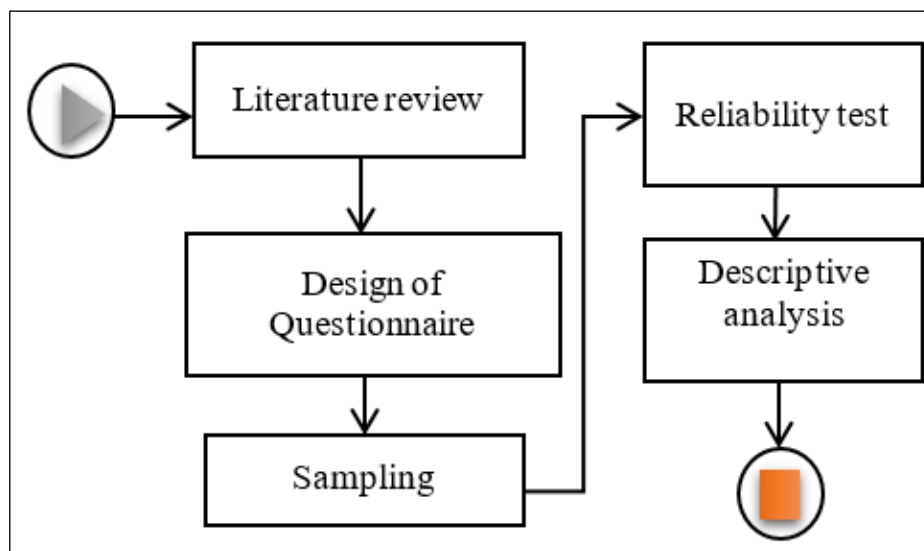 Literature review
Design of
Questionnaire
Sampling
Reliability test
Descriptive
analysis